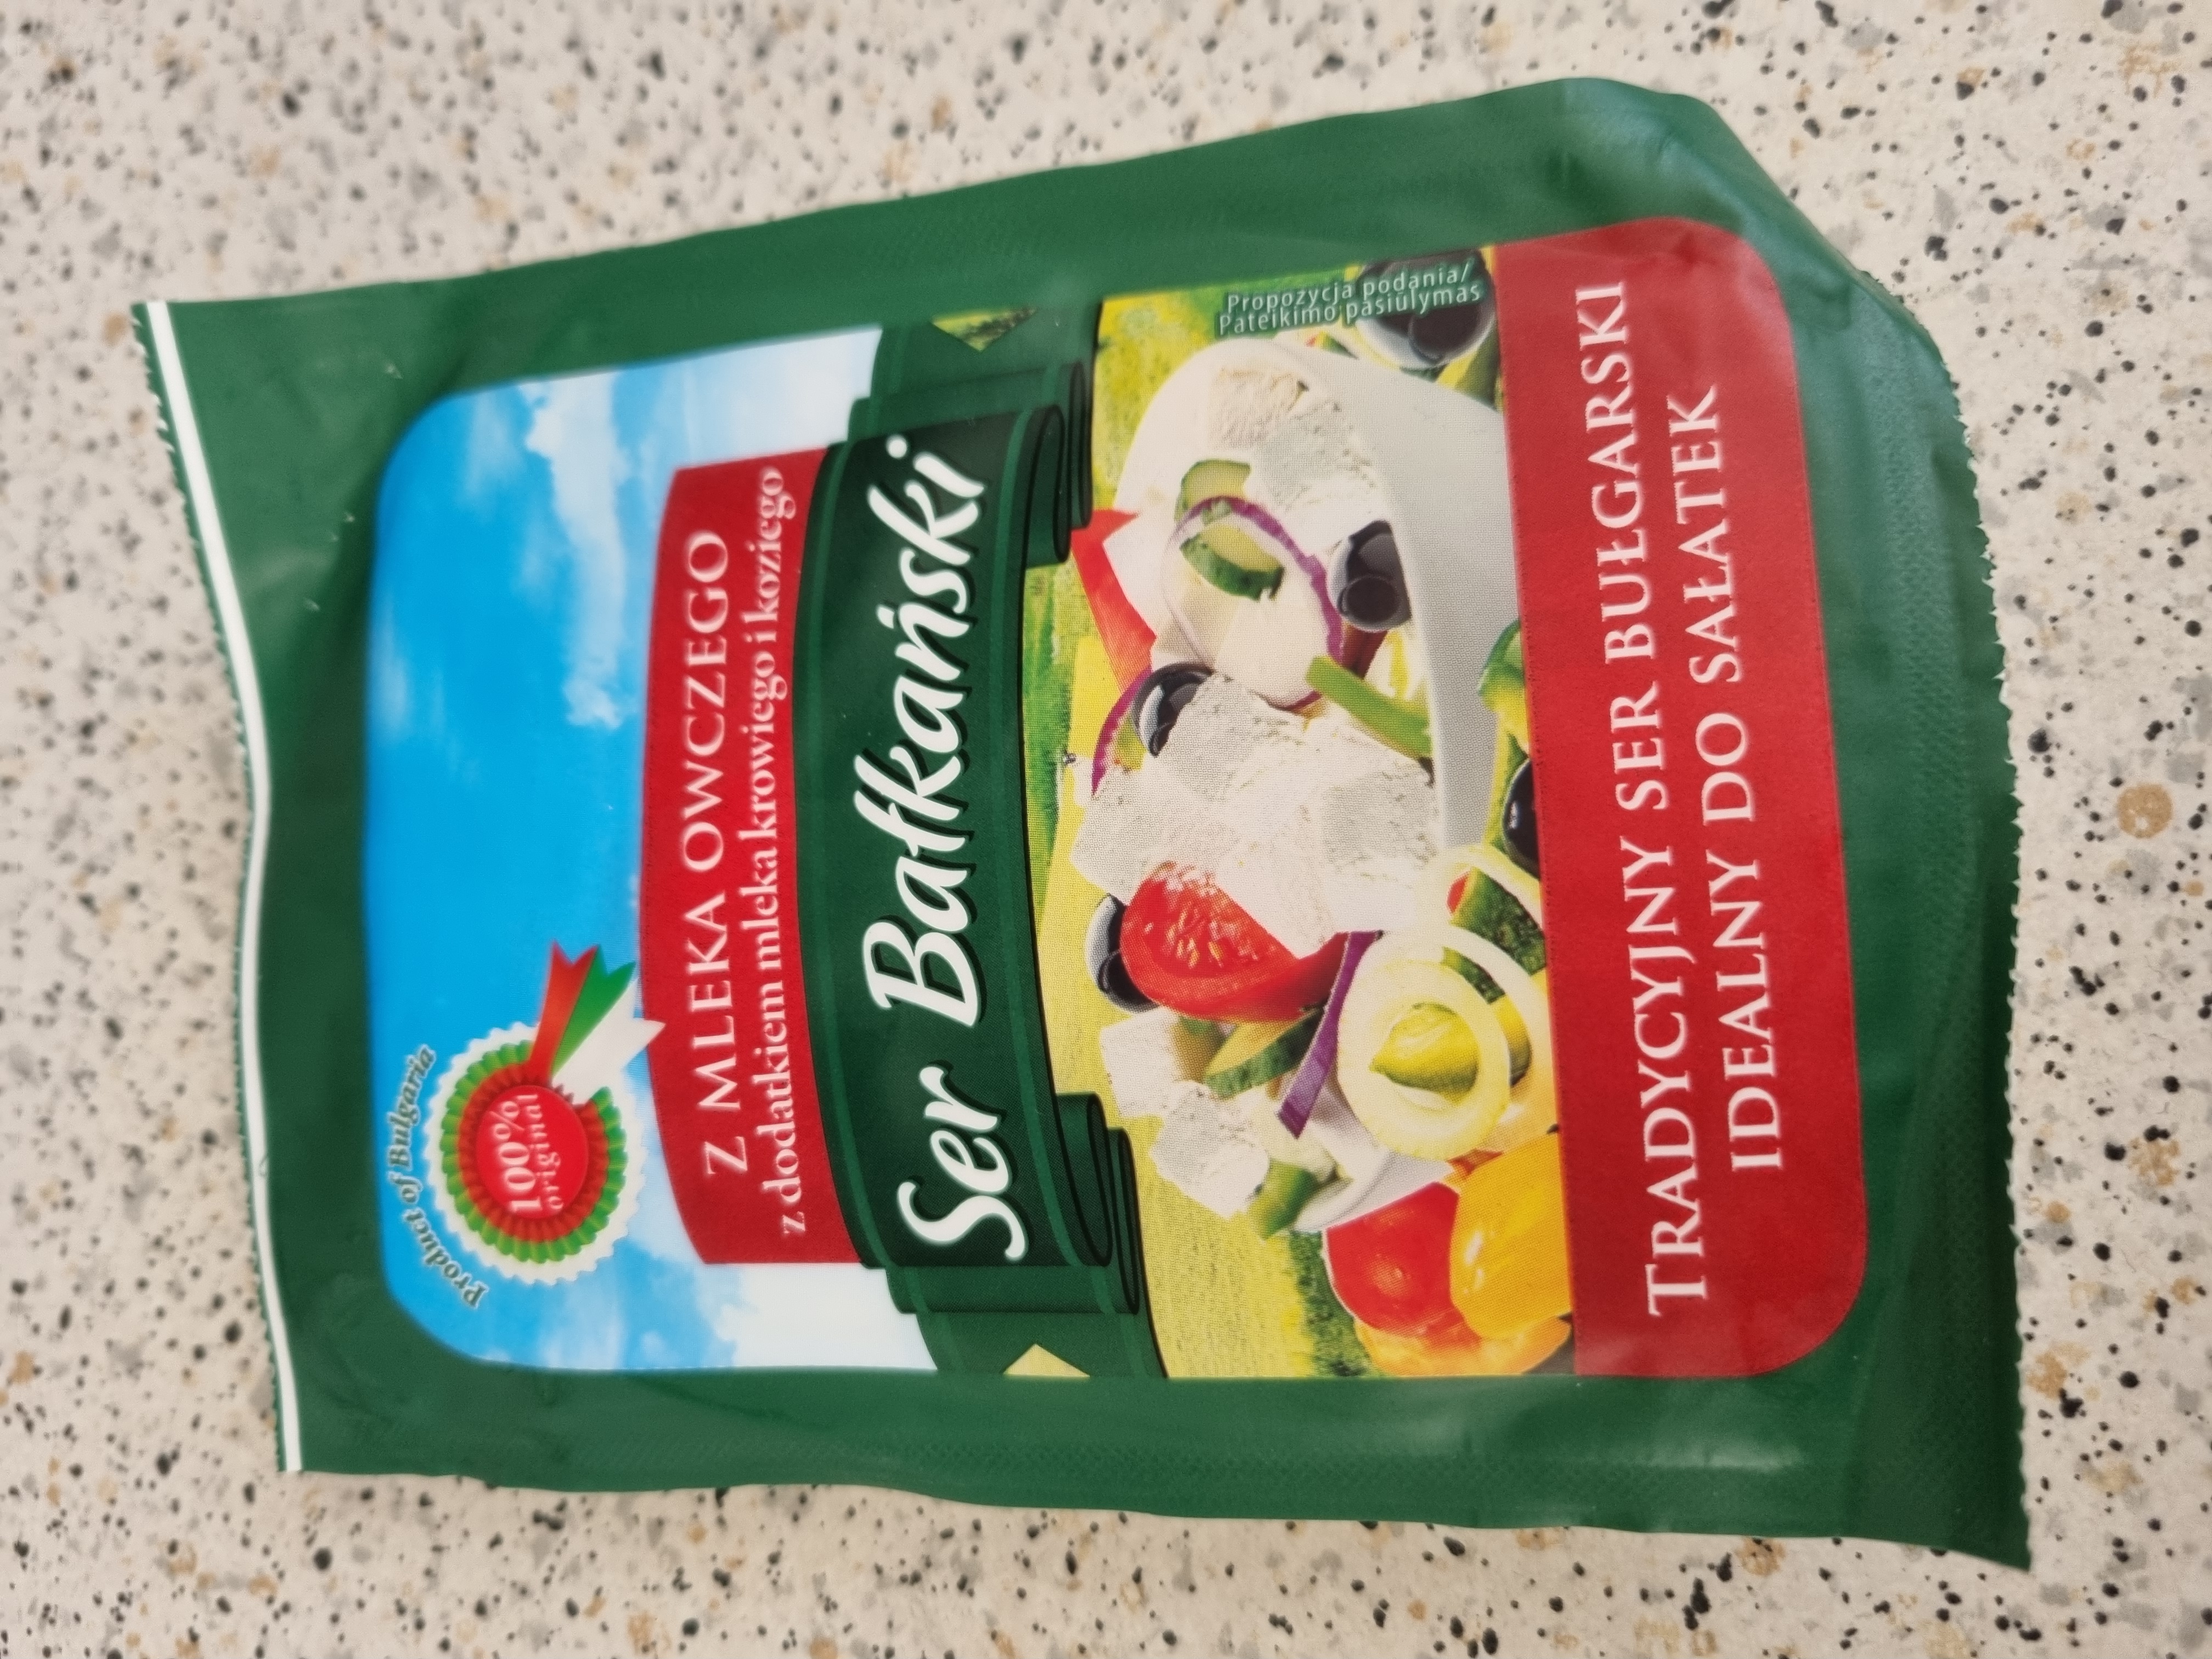 Product of Bulgaria
100%
original
Z MLEKA OWCZEGO
z dodatkiem mleka krowiego i koziego
Ser Bałkański
Propozycja podania/
Pateikimo pasiulymas
TRADYCYJNY SER BUŁGARSKI
IDEALNY DO SAŁATEK